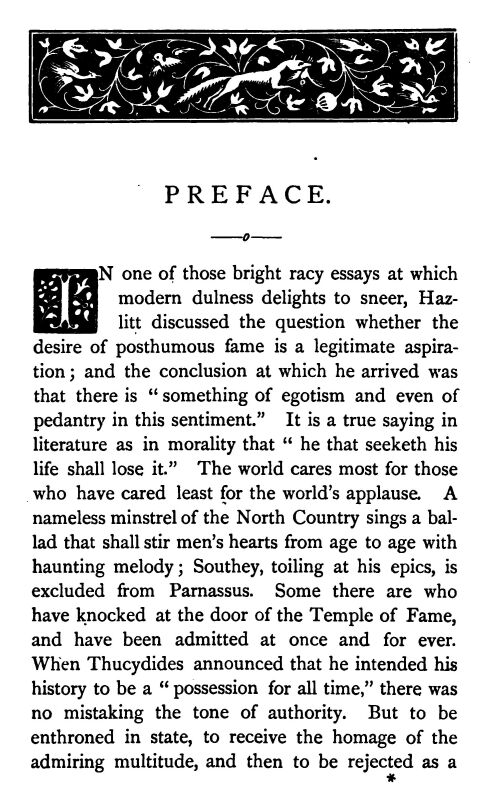 PREFACE.
IN one of those bright racy essays at which
modern dulness delights to sneer, Haz-
litt discussed the question whether the
desire of posthumous fame is a legitimate aspira-
tion; and the conclusion at which he arrived was
that there is "something of egotism and even of
pedantry in this sentiment." It is a true saying in
literature as in morality that "he that seeketh his
life shall lose it." The world cares most for those
who have cared least for the world's applause. A
nameless minstrel of the North Country sings a bal-
lad that shall stir men's hearts from age to age with
haunting melody; Southey, toiling at his epics, is
excluded from Parnassus. Some there are who
have knocked at the door of the Temple of Fame,
and have been admitted at once and for ever.
When Thucydides announced that he intended his
history to be a "possession for all time," there was
no mistaking the tone of authority. But to be
enthroned in state, to receive the homage of the
admiring multitude, and then to be rejected as a
*